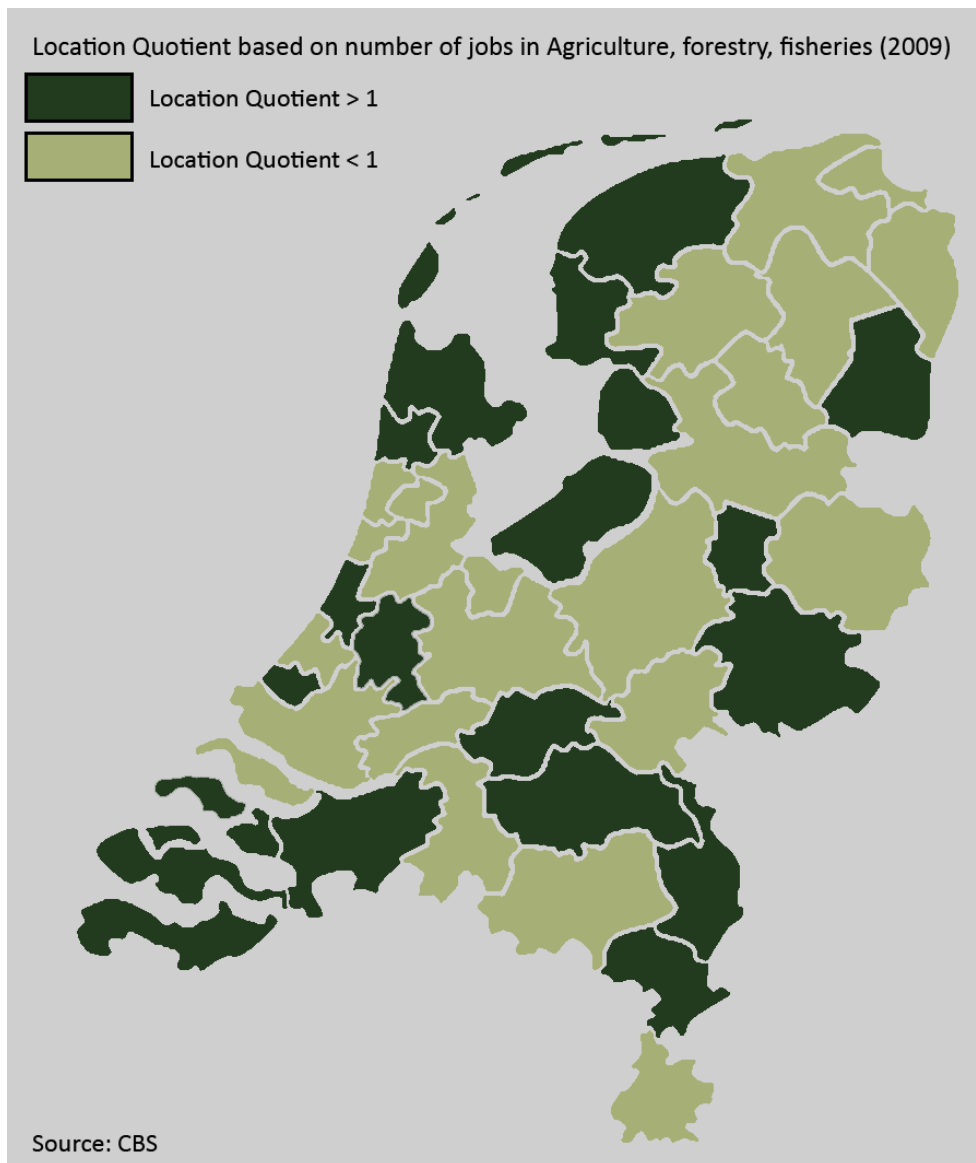 Location Quotient based on number of jobs in Agriculture, forestry, fisheries (2009)
Location Quotient > 1
Location Quotient < 1
Source: CBS